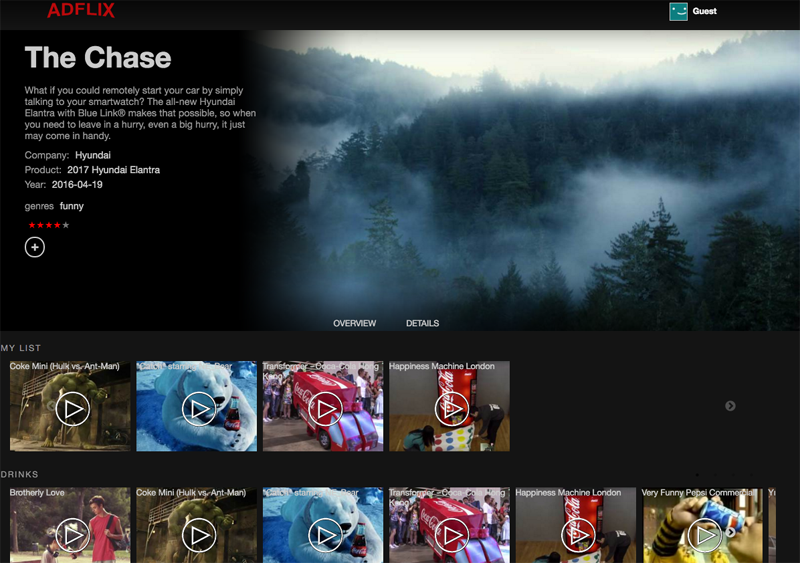 ADFLIX
Guest
The Chase
What if you could remotely start your car by simply
talking to your smartwatch? The all-new Hyundai
Elantra with Blue Link® makes that possible, so when
you need to leave in a hurry, even a big hurry, it just
may come in handy.
Company: Hyundai
Product: 2017 Hyundai Elantra
Year: 2016-04-19
genres funny
OVERVIEW DETAILS
MY LIST
Coke Mini (Hulk vs. Ant-Man)
starring
Bear
Transformer - Coca-Cola Hong
Kong
Happiness Machine London
Coca-Cola
DRINKS
Brotherly Love
Coke Mini (Hulk vs. Ant-Man)
starring
Bear
Transformer - Coca-Cola Hong
Kong
Happiness Machine London
Very Funny Pepsi Commercial
Coca-Cola